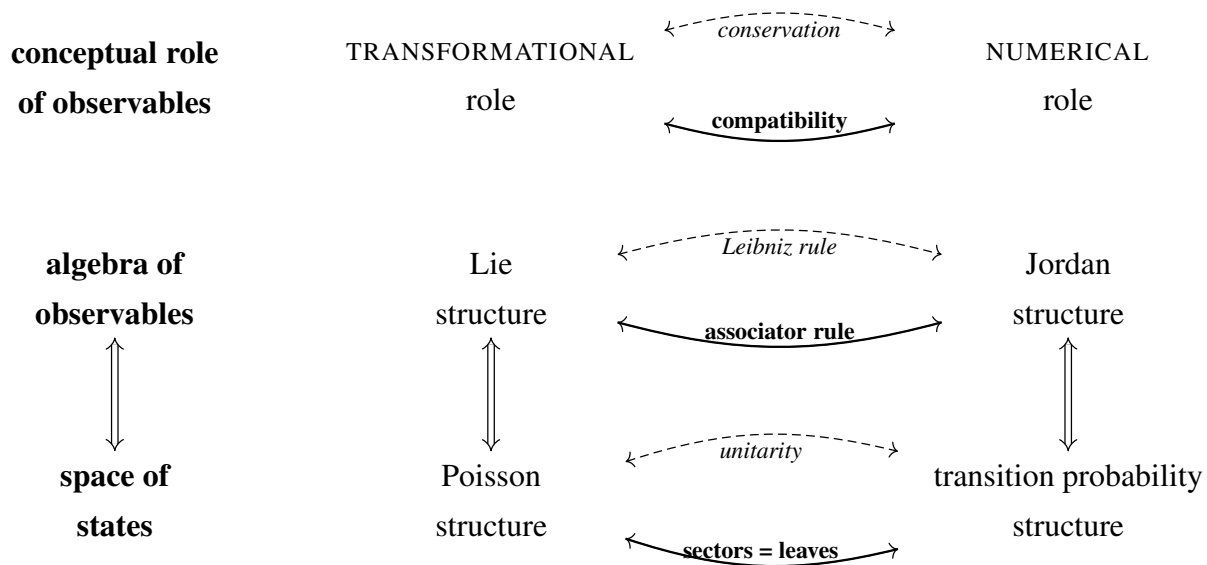 conservation
conceptual role TRANSFORMATIONAL NUMERICAL
of observables role role
compatibility
Leibniz rule
algebra of Lie Jordan
observables structure structure
associator rule
unitarity
space of Poisson transition probability
states structure structure
sectors = leaves